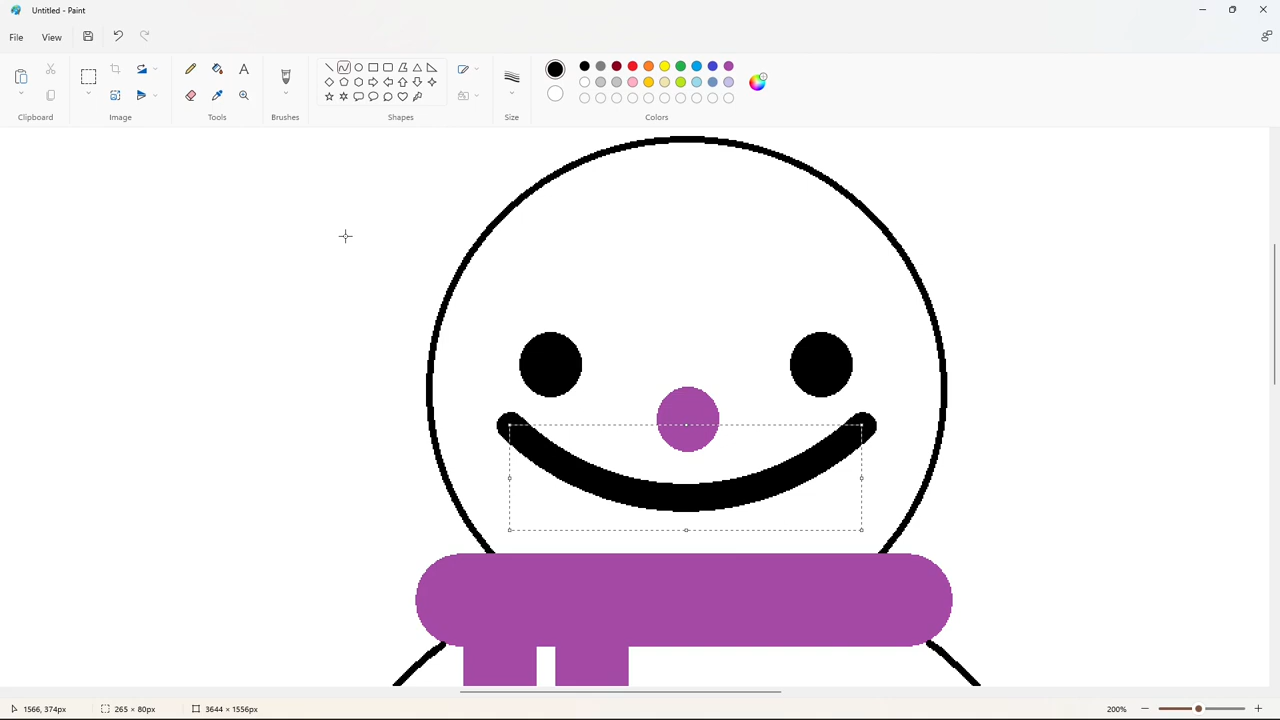 Untitled - Paint
File View
Clipboard Image Tools Brushes Shapes Size Colors
1566, 374px 265 × 80px 3644 × 1556px 200%